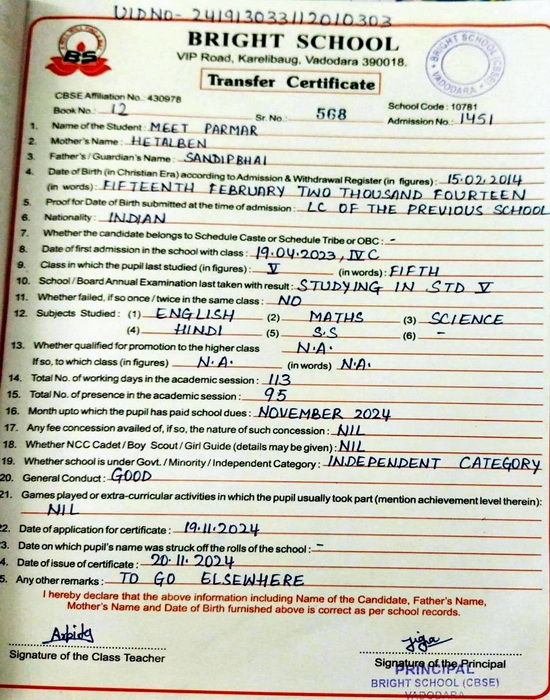 UIDNO- 241913033112010303
BS
BRIGHT SCHOOL
VIP Road, Karelibaug, Vadodara 390018.
BRIGHT SCHOOL (CBSE) VADODARA
Transfer Certificate
CBSE Affiliation No.: 430978
School Code : 10781
Book No.: 12 Sr. No.: 568 Admission No.: 1451
1. Name of the Student : MEET PARMAR
2. Mother's Name : HETALBEN
3. Father's / Guardian's Name : SANDIPBHAI
4. Date of Birth (in Christian Era) according to Admission & Withdrawal Register (in figures) : 15.02.2014
(in words) : FIFTEENTH FEBRUARY TWO THOUSAND FOURTEEN
5. Proof for Date of Birth submitted at the time of admission : LC OF THE PREVIOUS SCHOOL
6. Nationality : INDIAN
7. Whether the candidate belongs to Schedule Caste or Schedule Tribe or OBC : -
8. Date of first admission in the school with class : 19.04.2023, IV C
9. Class in which the pupil last studied (in figures) : V (in words) : FIFTH
10. School / Board Annual Examination last taken with result : STUDYING IN STD V
11. Whether failed, if so once / twice in the same class : NO
12. Subjects Studied : (1) ENGLISH (2) MATHS (3) SCIENCE
(4) HINDI (5) S.S (6) -
13. Whether qualified for promotion to the higher class N.A.
If so, to which class (in figures) N.A. (in words) N.A.
14. Total No. of working days in the academic session : 113
15. Total No. of presence in the academic session : 95
16. Month upto which the pupil has paid school dues : NOVEMBER 2024
17. Any fee concession availed of, if so, the nature of such concession : NIL
18. Whether NCC Cadet / Boy Scout / Girl Guide (details may be given) : NIL
19. Whether school is under Govt. / Minority / Independent Category : INDEPENDENT CATEGORY
20. General Conduct : GOOD
21. Games played or extra-curricular activities in which the pupil usually took part (mention achievement level therein) :
NIL
22. Date of application for certificate : 19.11.2024
3. Date on which pupil's name was struck off the rolls of the school : -
4. Date of issue of certificate : 20.11.2024
5. Any other remarks : TO GO ELSEWHERE
I hereby declare that the above information including Name of the Candidate, Father's Name,
Mother's Name and Date of Birth furnished above is correct as per school records.
Signature of the Class Teacher Signature of the Principal
PRINCIPAL
BRIGHT SCHOOL (CBSE)
VADODARA